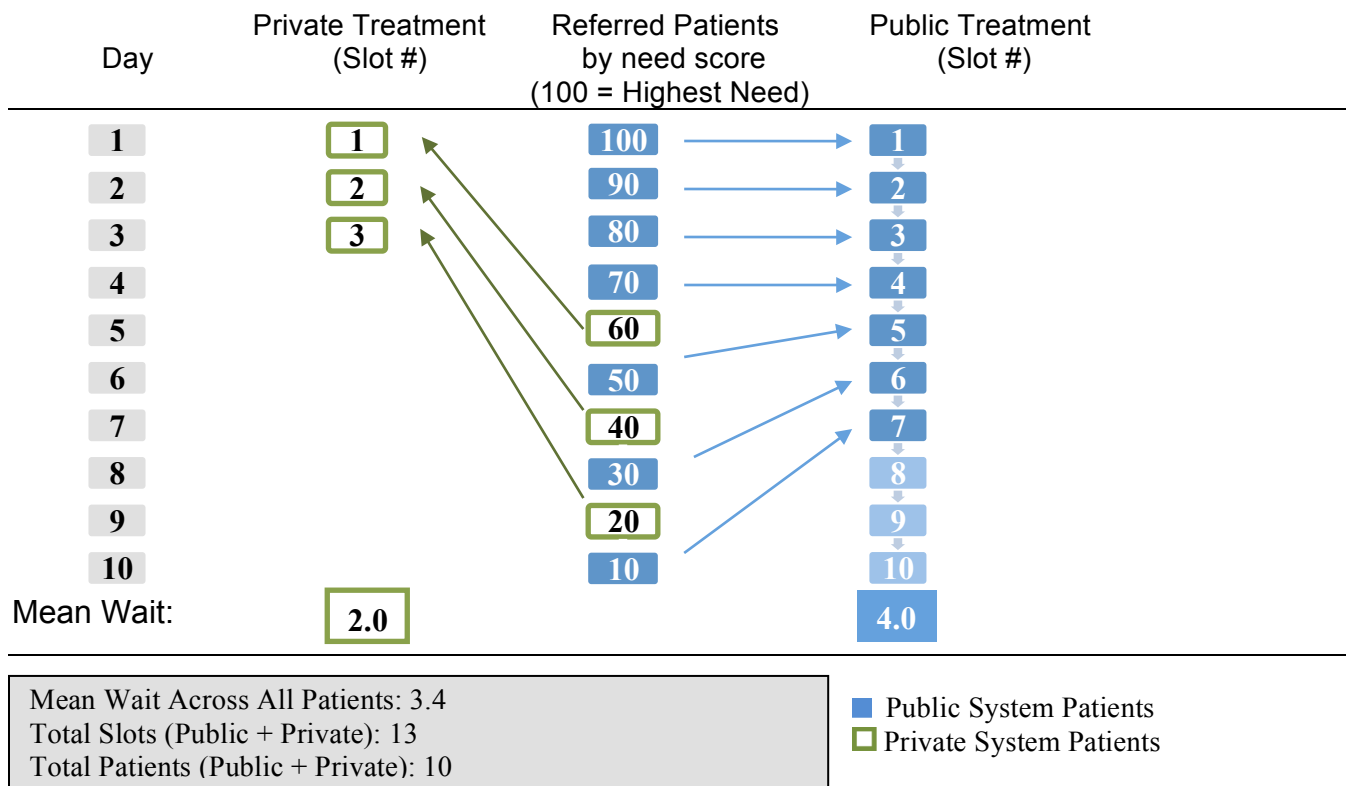 Day
Private Treatment
(Slot #)
Referred Patients
by need score
(100 = Highest Need)
Public Treatment
(Slot #)
1 1 100 1
2 2 90 2
3 3 80 3
4 70 4
5 60 5
6 50 6
7 40 7
8 30 8
9 20 9
10 10 10
Mean Wait: 2.0 4.0
Mean Wait Across All Patients: 3.4
Total Slots (Public + Private): 13
Total Patients (Public + Private): 10
Public System Patients
Private System Patients